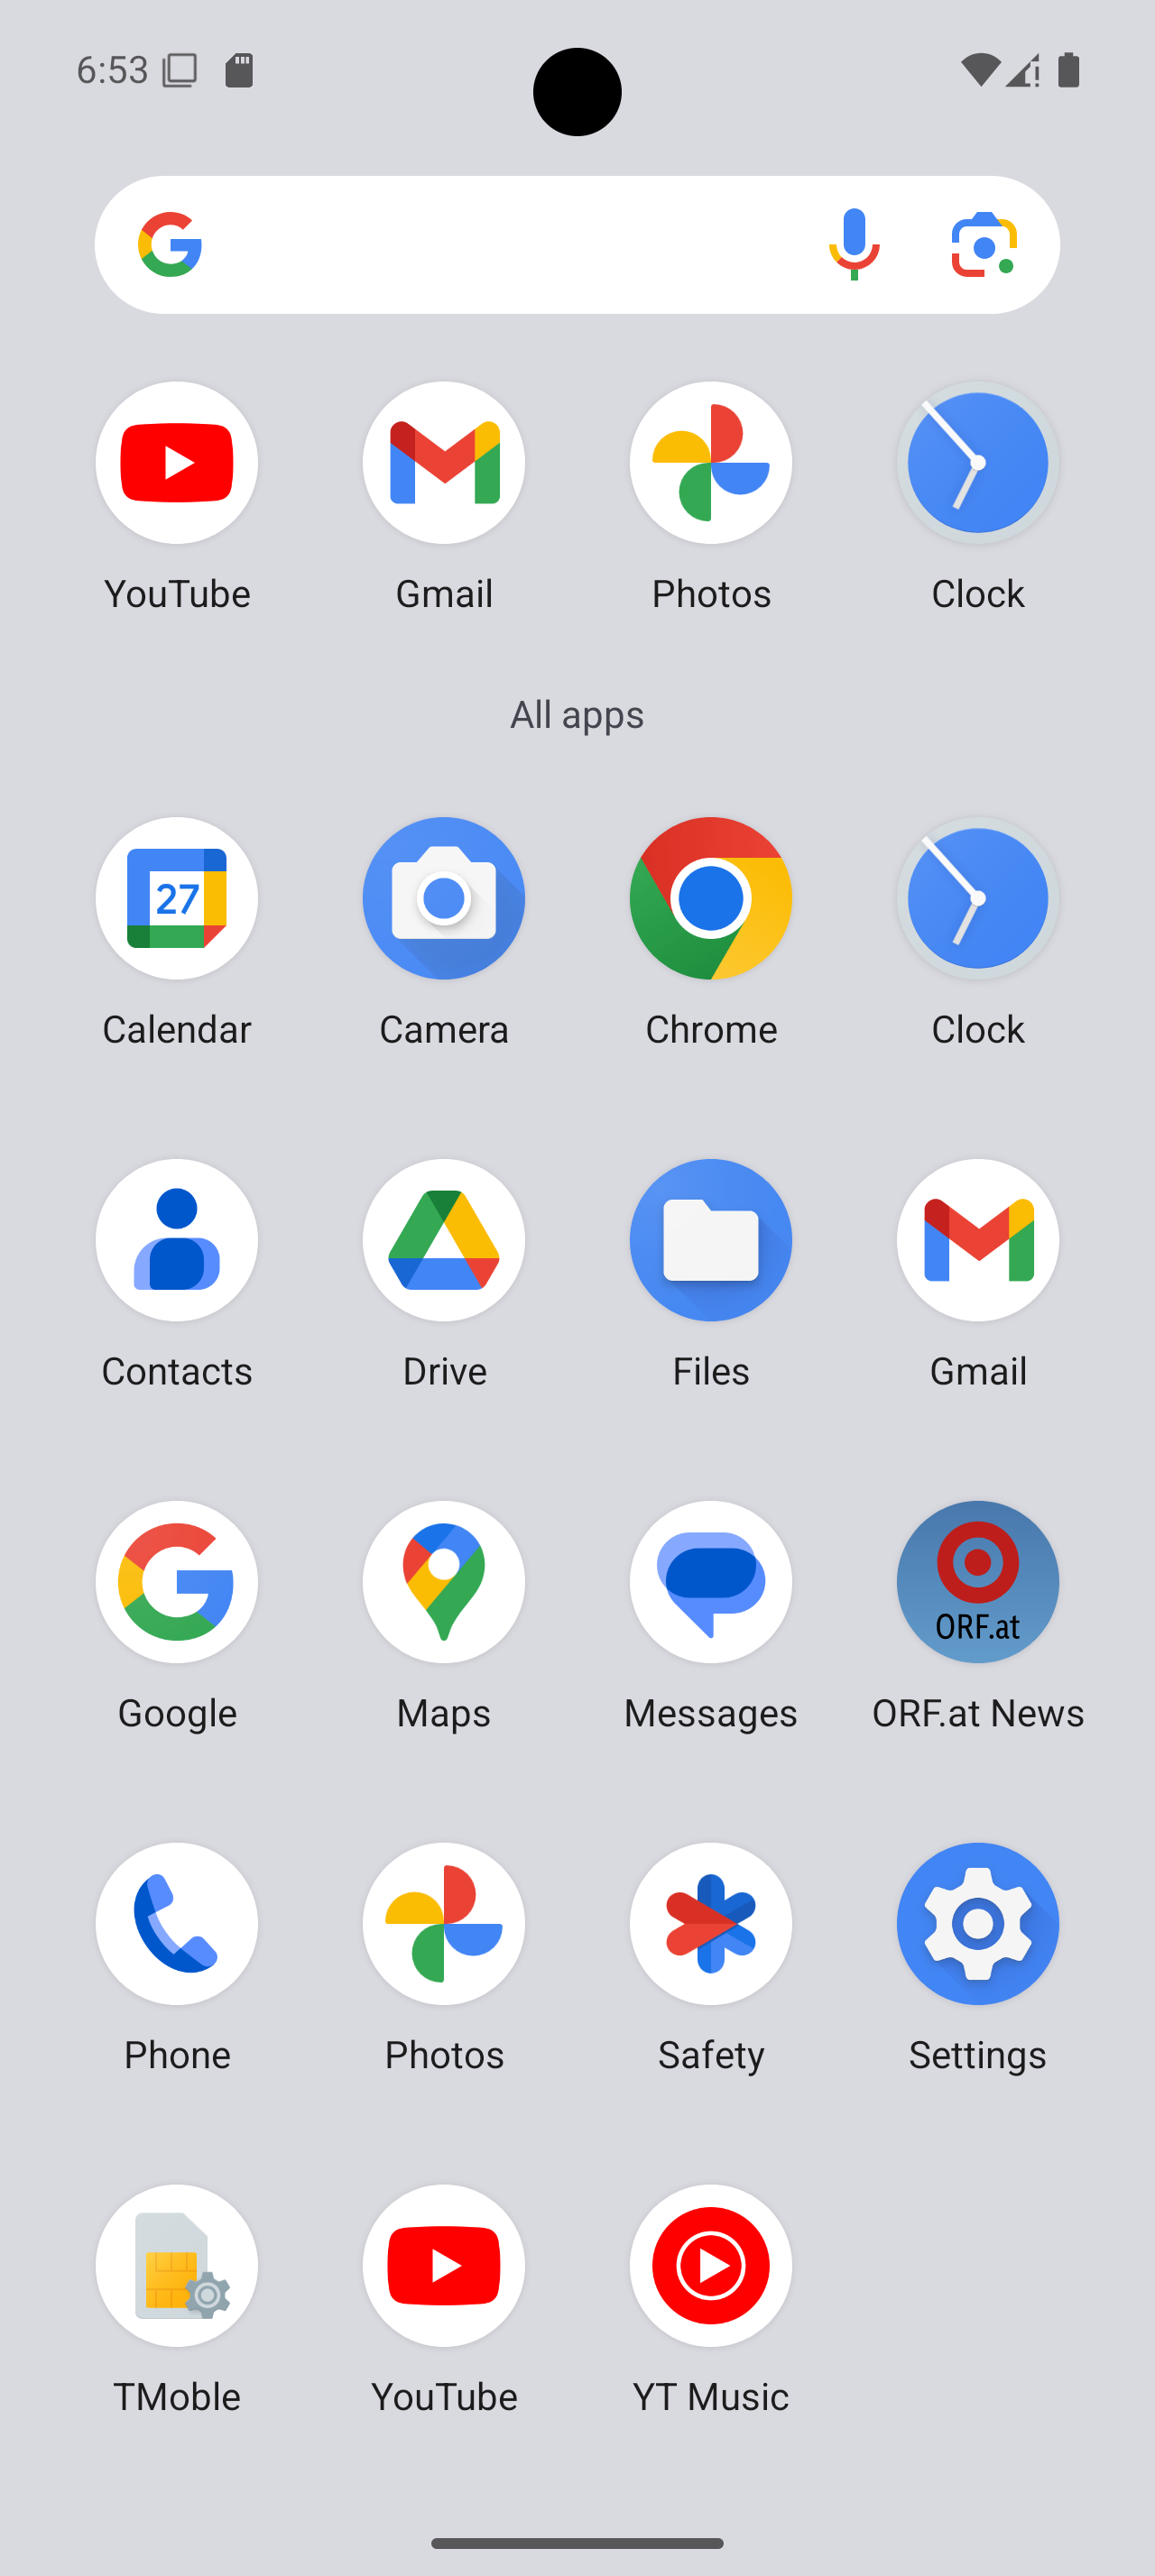 6:53
YouTube Gmail Photos Clock
All apps
27
Calendar Camera Chrome Clock
Contacts Drive Files Gmail
ORF.at
Google Maps Messages ORF.at News
Phone Photos Safety Settings
TMoble YouTube YT Music